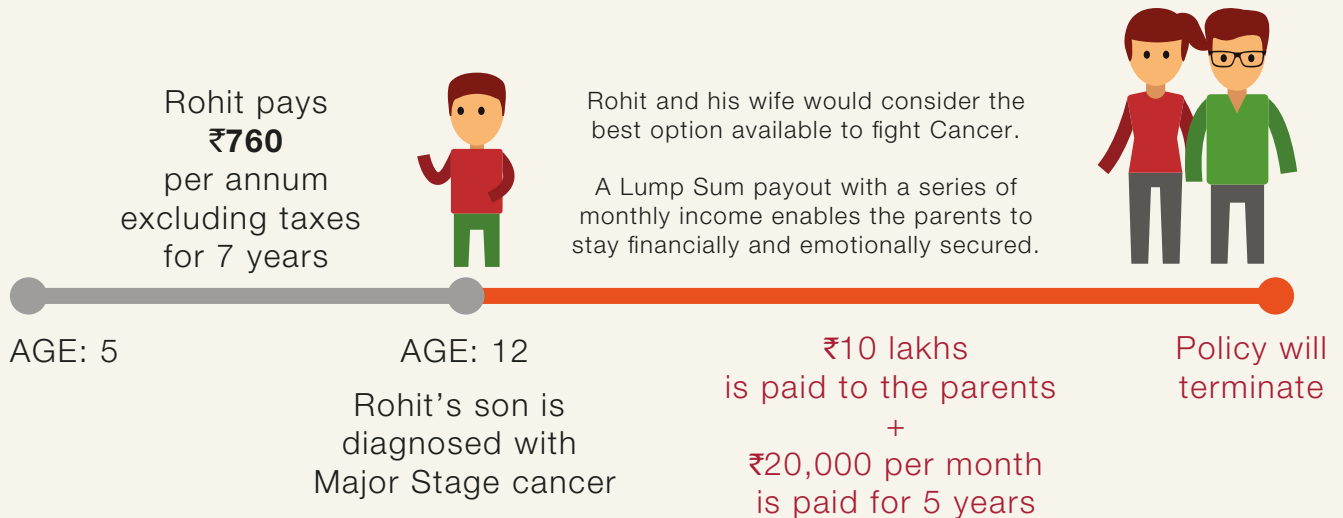 Rohit pays
₹760
per annum
excluding taxes
for 7 years
Rohit and his wife would consider the
best option available to fight Cancer.
A Lump Sum payout with a series of
monthly income enables the parents to
stay financially and emotionally secured.
AGE: 5
AGE: 12
Rohit’s son is
diagnosed with
Major Stage cancer
₹10 lakhs
is paid to the parents
+
₹20,000 per month
is paid for 5 years
Policy will
terminate